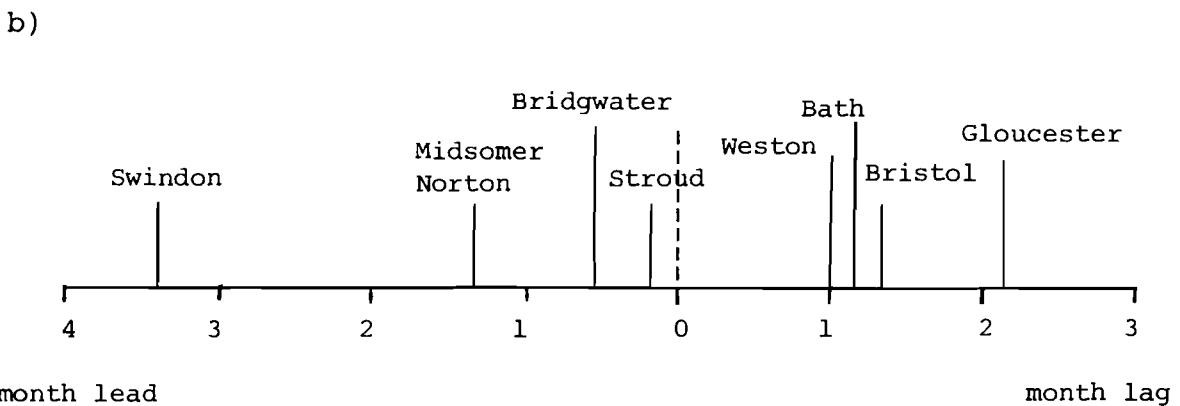 b)
Bridgwater
Bath
Gloucester
Midsomer
Norton
Weston
Swindon
Stroud
Bristol
4 3 2 1 0 1 2 3
month lead
month lag